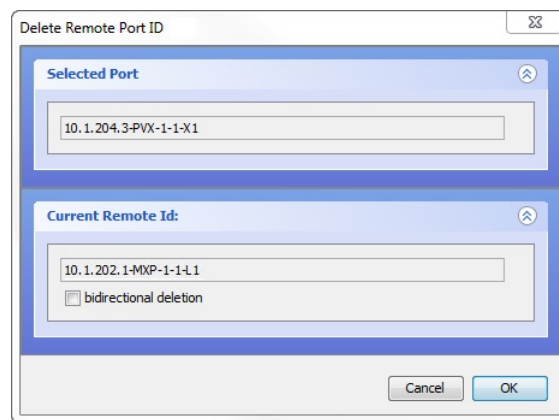 Delete Remote Port ID
Selected Port
10.1.204.3-PVX-1-1-X1
Current Remote Id:
10.1.202.1-MXP-1-1-L1
bidirectional deletion
Cancel
OK